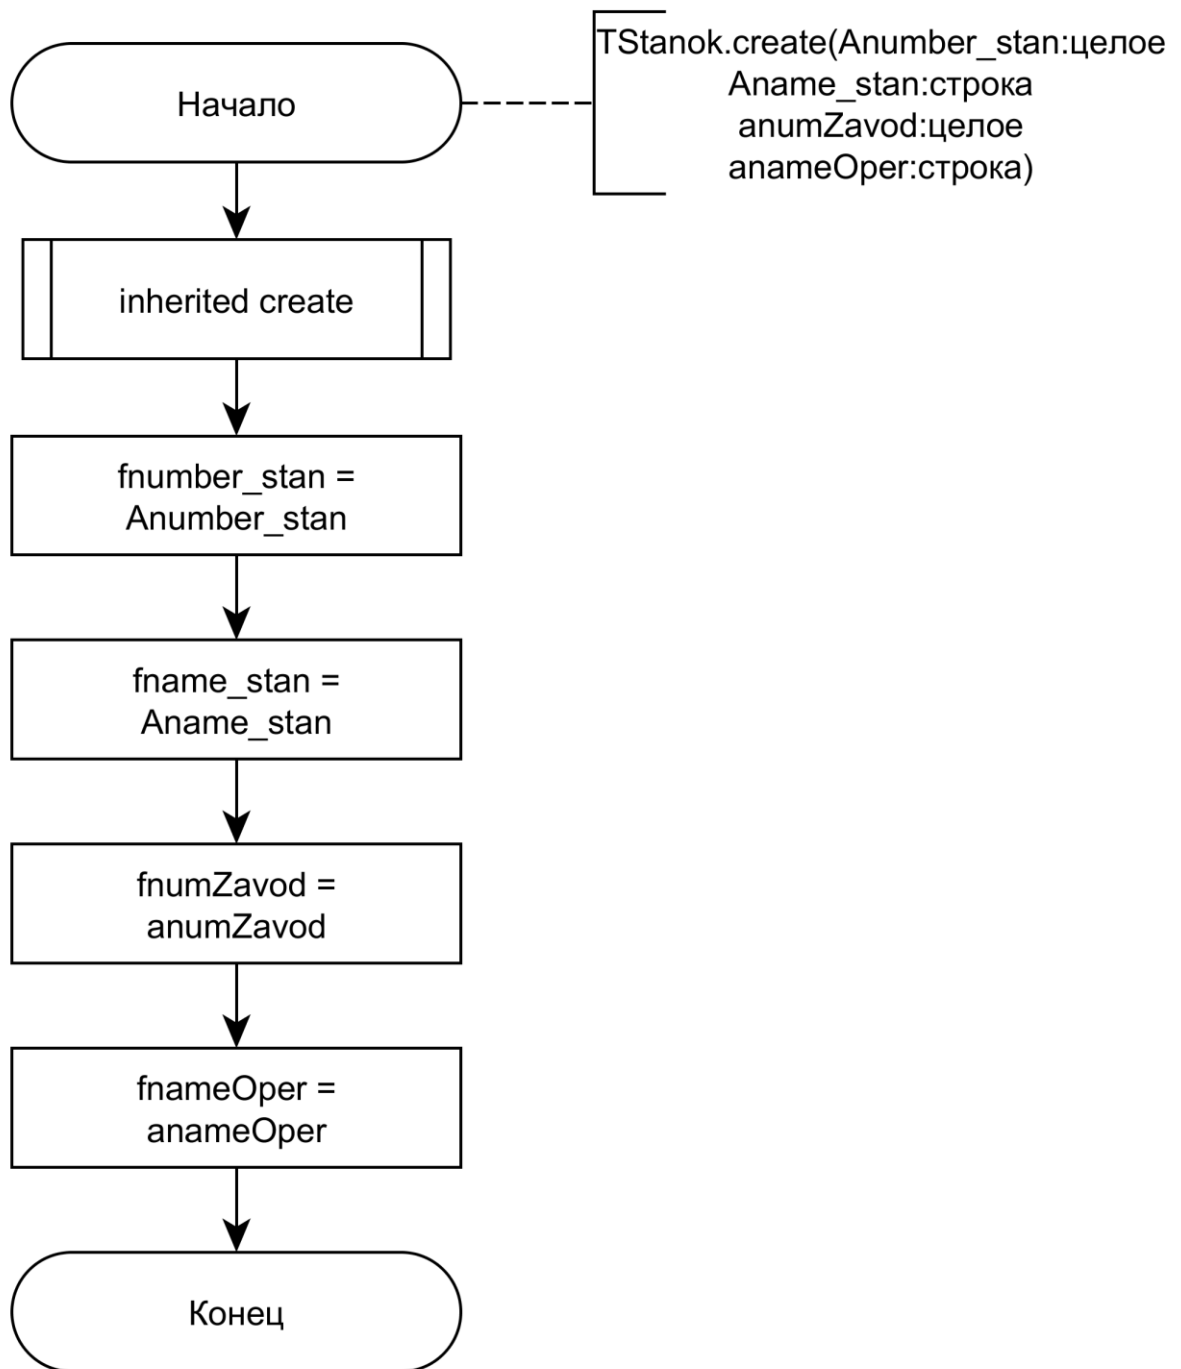 Начало
TStanok.create(Anumber_stan:целое
Aname_stan:строка
anumZavod:целое
anameOper:строка)
inherited create
fnumber_stan =
Anumber_stan
fname_stan =
Aname_stan
fnumZavod =
anumZavod
fnameOper =
anameOper
Конец